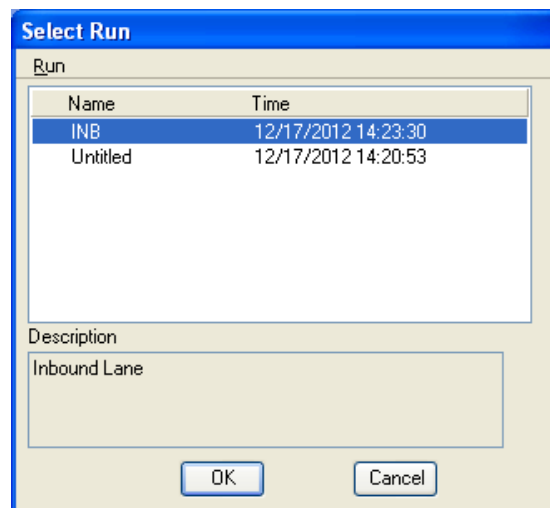 Select Run
Run
Name Time
INB 12/17/2012 14:23:30
Untitled 12/17/2012 14:20:53
Description
Inbound Lane
OK Cancel